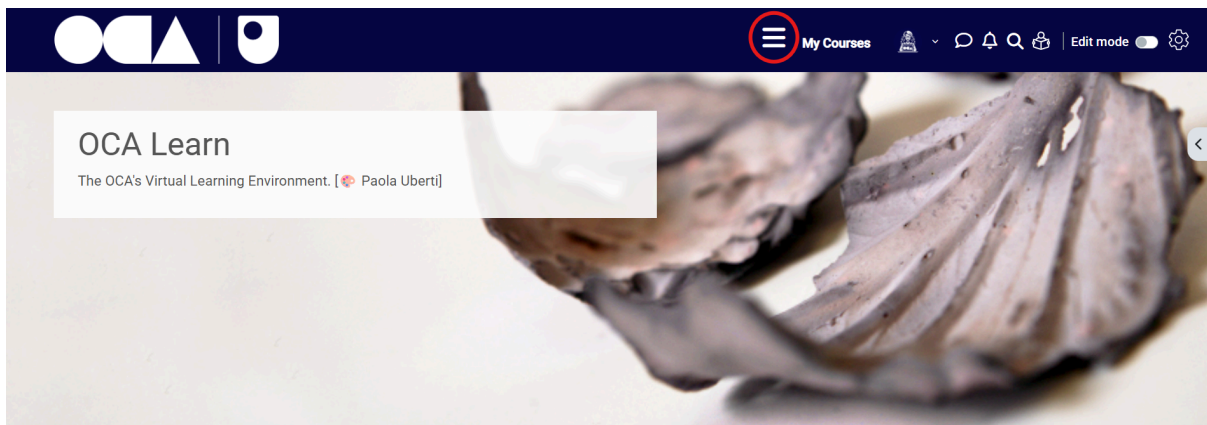 OCA
My Courses
Edit mode
OCA Learn
The OCA's Virtual Learning Environment. [🎨 Paola Uberti]